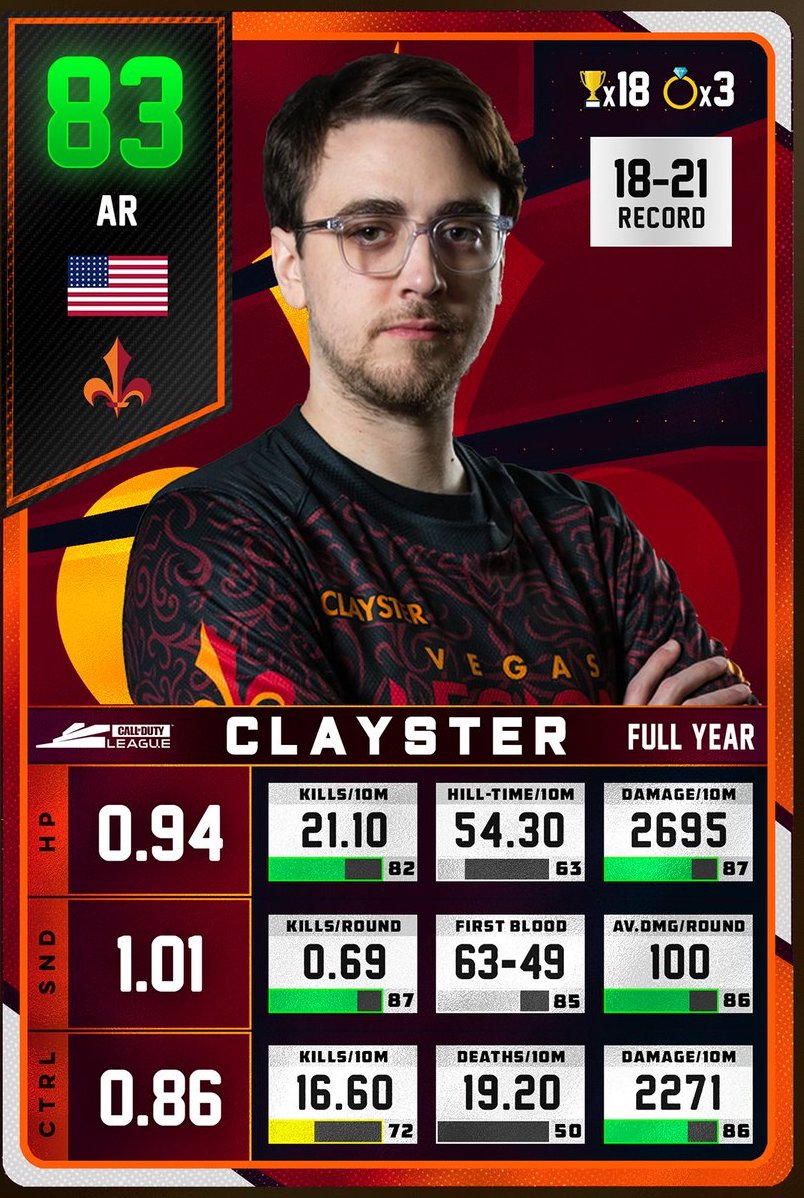 83
AR
x18 x3
18-21
RECORD
CLAYSTER
VEGAS
CALL OF DUTY
LEAGUE
CLAYSTER
FULL YEAR
HP
0.94
KILLS/10M
21.10
82
HILL-TIME/10M
54.30
63
DAMAGE/10M
2695
87
SND
1.01
KILLS/ROUND
0.69
87
FIRST BLOOD
63-49
85
AV.DMG/ROUND
100
86
CTRL
0.86
KILLS/10M
16.60
72
DEATHS/10M
19.20
50
DAMAGE/10M
2271
86